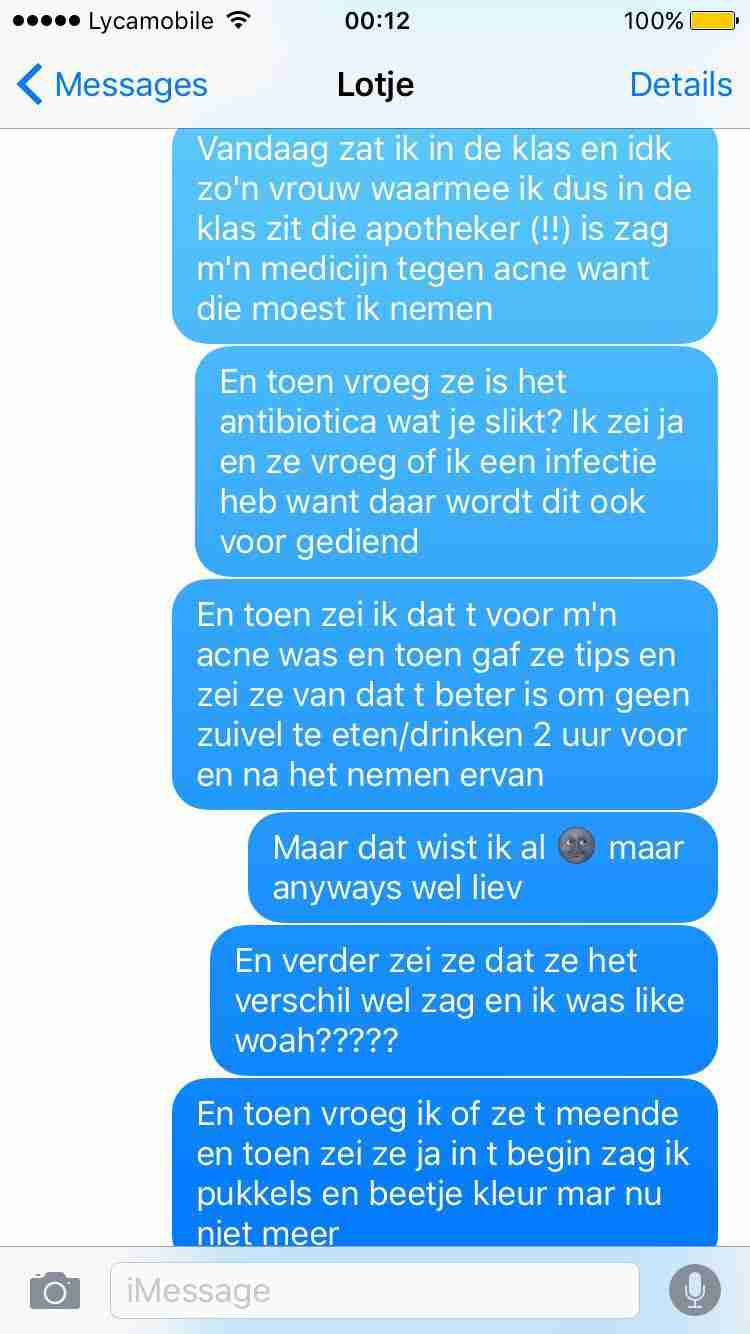 Lycamobile 00:12 100%
Messages Lotje Details
Vandaag zat ik in de klas en idk
zo'n vrouw waarmee ik dus in de
klas zit die apotheker (!!) is zag
m'n medicijn tegen acne want
die moest ik nemen
En toen vroeg ze is het
antibiotica wat je slikt? Ik zei ja
en ze vroeg of ik een infectie
heb want daar wordt dit ook
voor gediend
En toen zei ik dat t voor m'n
acne was en toen gaf ze tips en
zei ze van dat t beter is om geen
zuivel te eten/drinken 2 uur voor
en na het nemen ervan
Maar dat wist ik al 🌚 maar
anyways wel liev
En verder zei ze dat ze het
verschil wel zag en ik was like
woah?????
En toen vroeg ik of ze t meende
en toen zei ze ja in t begin zag ik
pukkels en beetje kleur mar nu
niet meer
iMessage